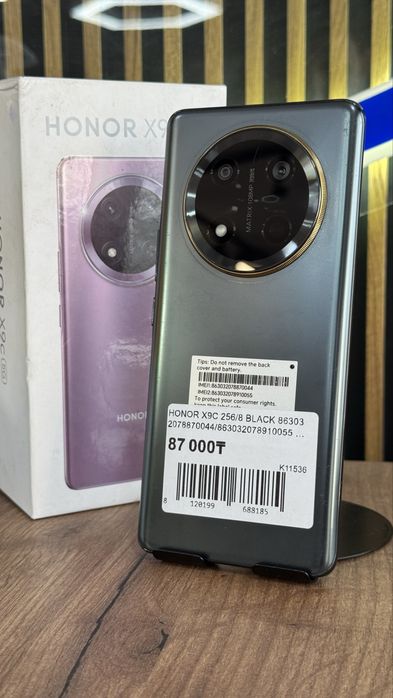 HONOR X9
HONOR X9c 5G
HONOR
MATRIX 108MP
Tips: Do not remove the back
cover and battery.
IMEI1:863032078870044
IMEI2:863032078910055
To protect your consumer rights,
HONOR X9C 256/8 BLACK 86303
2078870044/863032078910055 ...
87 000₸
K11536
8 120199 688185